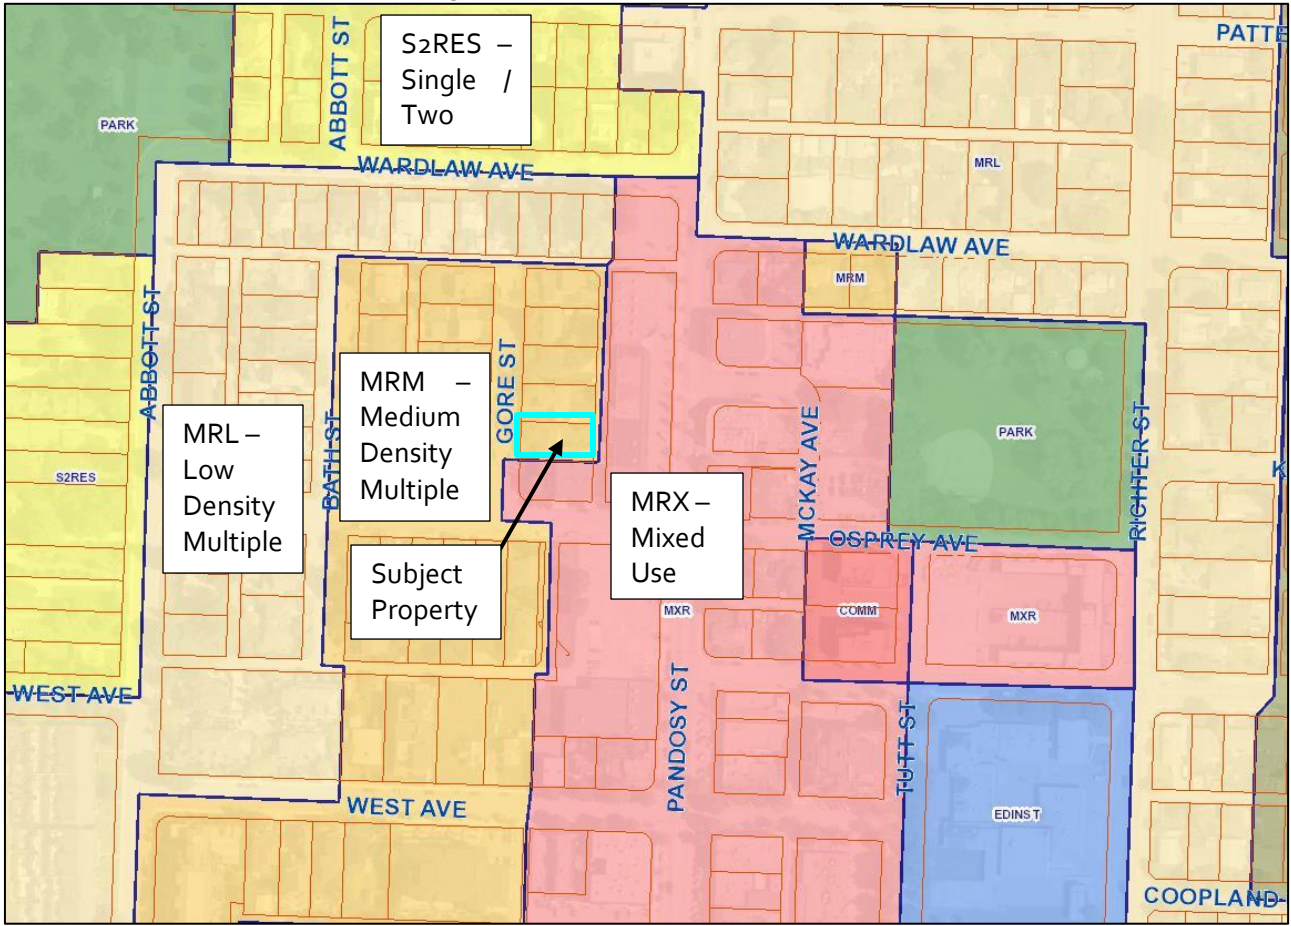 PATTE
ABBOTT ST
S2RES –
Single /
Two
PARK
WARDLAW AVE
MRL
WARDLAW AVE
MRM
ABBOTT ST
GORE ST
MRM –
Medium
Density
Multiple
MRL –
Low
Density
Multiple
BATH ST
MCKAY AVE
PARK
RICHTER ST
K
S2RES
MRX –
Mixed
Use
OSPREY AVE
Subject
Property
MXR
COMM
MXR
WEST AVE
PANDOSY ST
TUTT ST
WEST AVE
EDINST
COOPLAND